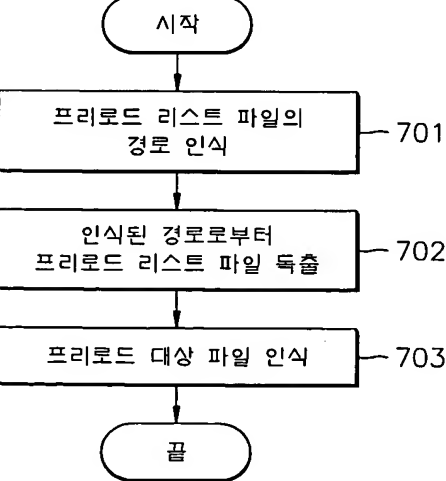 시작
프리로드 리스트 파일의
경로 인식
701
인식된 경로로부터
프리로드 리스트 파일 독출
702
프리로드 대상 파일 인식
703
끝